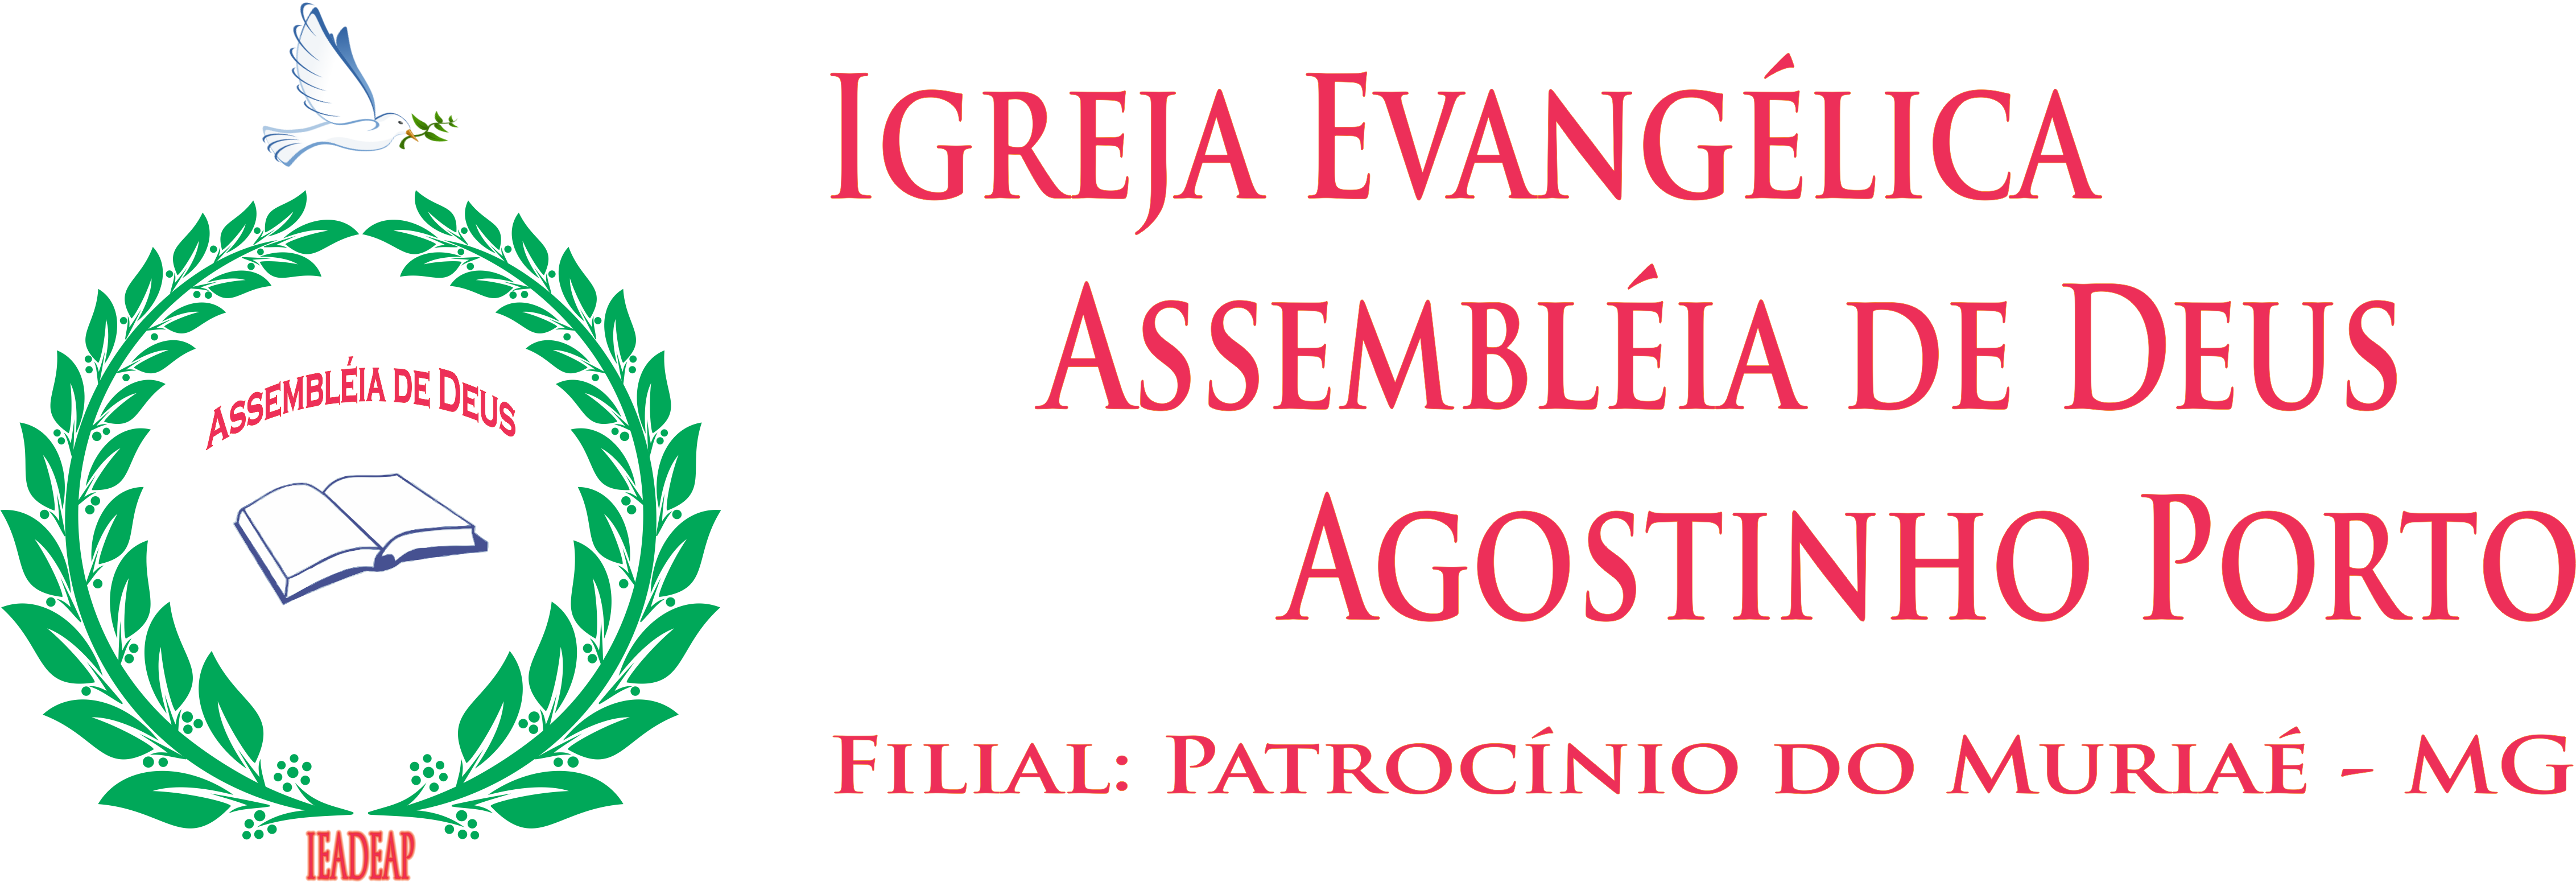 Assembléia de Deus
IEADEAP
Igreja Evangélica
Assembléia de Deus
Agostinho Porto
Filial: Patrocínio do Muriaé - MG